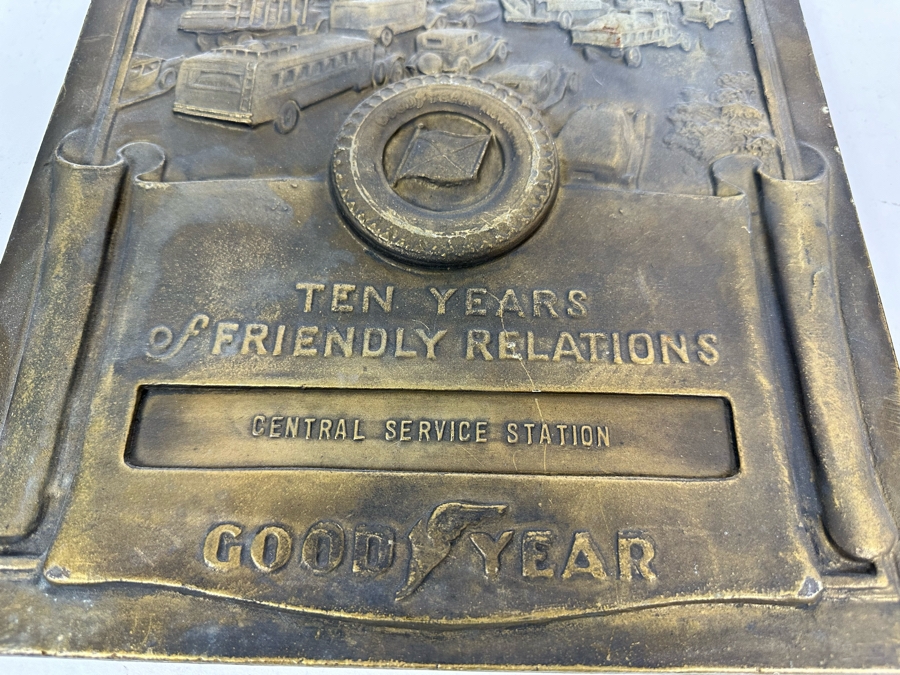 TEN YEARS
of FRIENDLY RELATIONS
CENTRAL SERVICE STATION
GOODYEAR